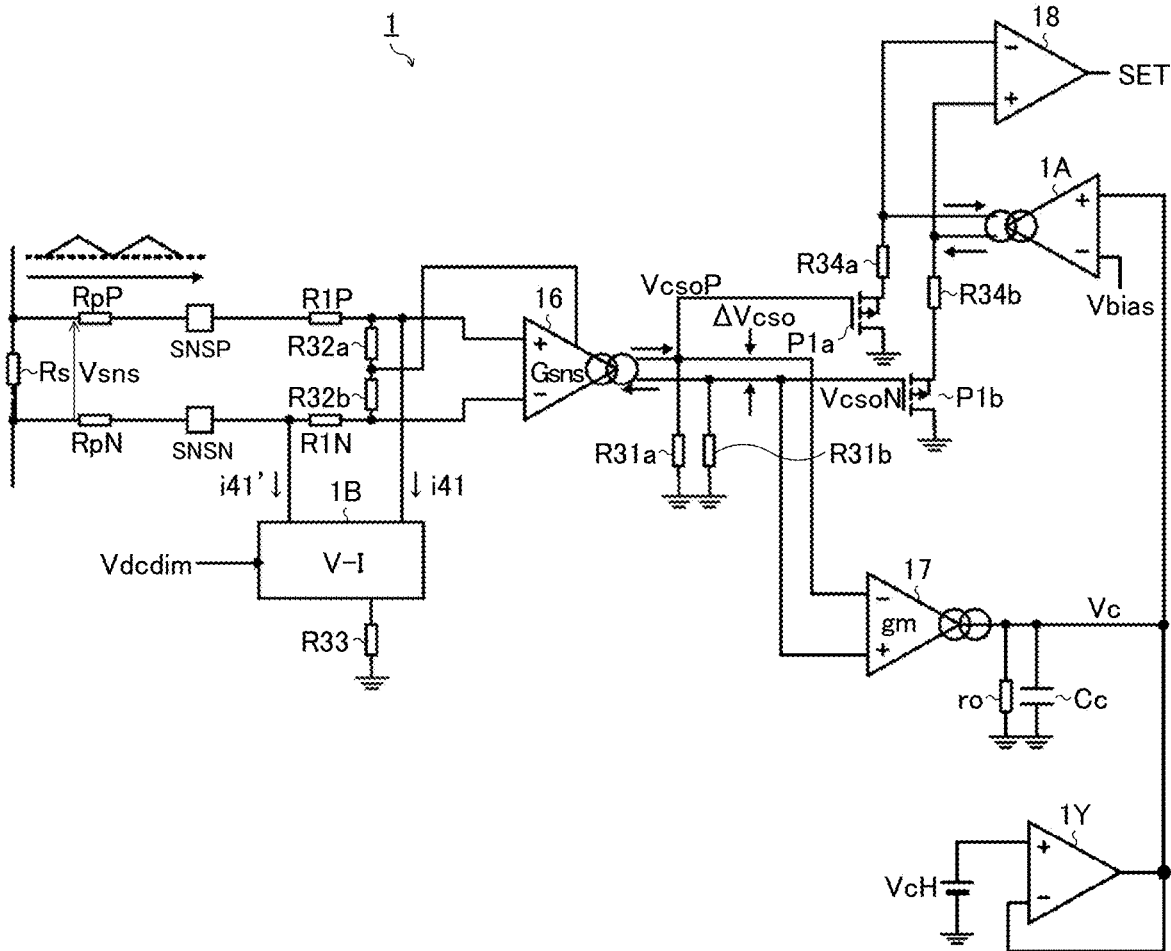 1
18
SET
1A
RpP
R1P
16
VcsoP
R34a
R34b
Vbias
ΔVcso
P1a
SNSP
R32a
Rs
Vsns
Gsns
R32b
VcsoN
P1b
RpN
SNSN
R1N
R31a
R31b
i41'
i41
1B
Vdcdim
V-I
17
Vc
gm
R33
ro
Cc
1Y
VcH